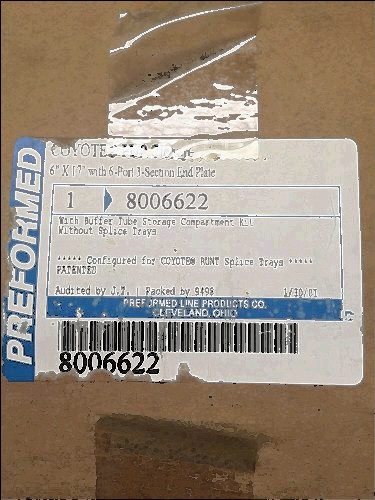 PREFORMED
COYOTE
6" X 17" with 6-Port 3-Section End Plate
1 8006622
With Buffer Tube Storage Compartment
Without Splice Trays
***** Configured for COYOTE® RUNT Splice Trays *****
PATENTED
Audited by J.T. | Packed by 9498
PREFORMED LINE PRODUCTS CO.
CLEVELAND, OHIO
8006622